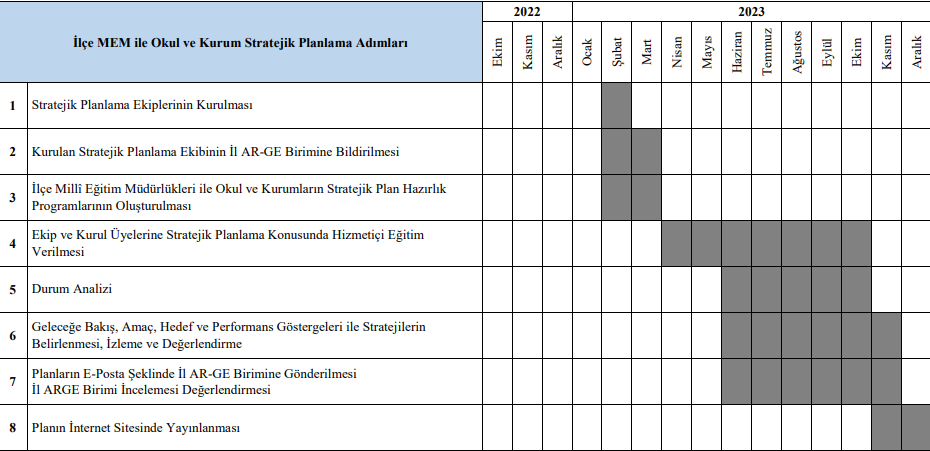 İlçe MEM ile Okul ve Kurum Stratejik Planlama Adımları
2022
2023
Ekim
Kasım
Aralık
Ocak
Şubat
Mart
Nisan
Mayıs
Haziran
Temmuz
Ağustos
Eylül
Ekim
Kasım
Aralık
1 Stratejik Planlama Ekiplerinin Kurulması
2 Kurulan Stratejik Planlama Ekibinin İl AR-GE Birimine Bildirilmesi
3 İlçe Millî Eğitim Müdürlükleri ile Okul ve Kurumların Stratejik Plan Hazırlık
Programlarının Oluşturulması
4 Ekip ve Kurul Üyelerine Stratejik Planlama Konusunda Hizmetiçi Eğitim
Verilmesi
5 Durum Analizi
6 Geleceğe Bakış, Amaç, Hedef ve Performans Göstergeleri ile Stratejilerin
Belirlenmesi, İzleme ve Değerlendirme
7 Planların E-Posta Şeklinde İl AR-GE Birimine Gönderilmesi
İl ARGE Birimi İncelemesi Değerlendirmesi
8 Planın İnternet Sitesinde Yayınlanması